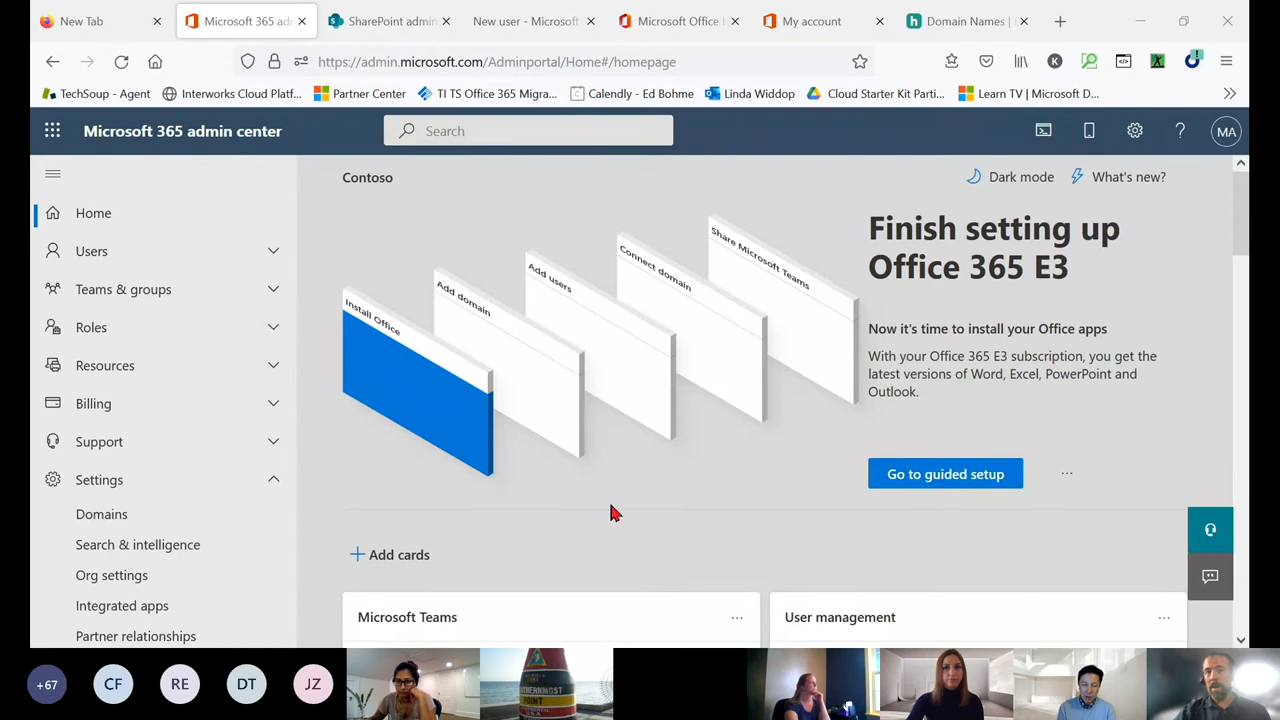 New Tab
Microsoft 365 adm
SharePoint admin
New user - Microsoft
Microsoft Office
My account
Domain Names |
https://admin.microsoft.com/Adminportal/Home#/homepage
K
TechSoup - Agent
Interworks Cloud Platf...
Partner Center
TI TS Office 365 Migra...
Calendly - Ed Bohme
Linda Widdop
Cloud Starter Kit Parti...
Learn TV | Microsoft D...
Microsoft 365 admin center
Search
MA
Contoso
Dark mode
What's new?
Home
Users
Teams & groups
Roles
Resources
Billing
Support
Settings
Domains
Search & intelligence
Org settings
Integrated apps
Partner relationships
Install Office
Add domain
Add users
Connect domain
Share Microsoft Teams
Finish setting up
Office 365 E3
Now it's time to install your Office apps
With your Office 365 E3 subscription, you get the
latest versions of Word, Excel, PowerPoint and
Outlook.
Go to guided setup
Add cards
Microsoft Teams
User management
+67
CF
RE
DT
JZ
SOUTHERNMOST
POINT